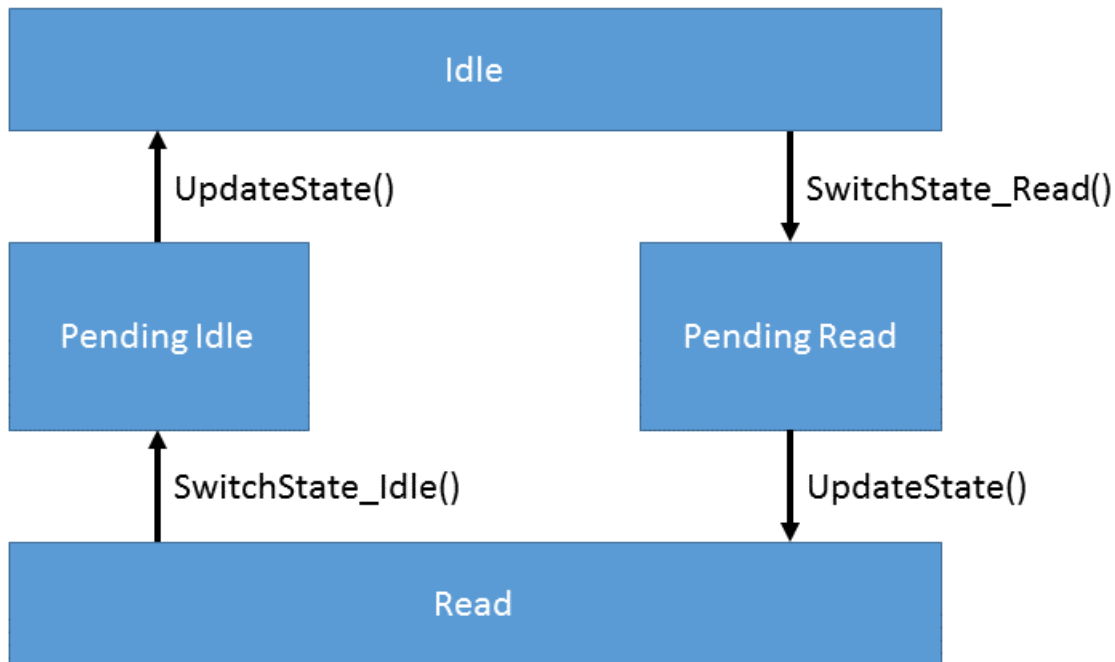 Idle
UpdateState()
SwitchState_Read()
Pending Idle
Pending Read
SwitchState_Idle()
UpdateState()
Read